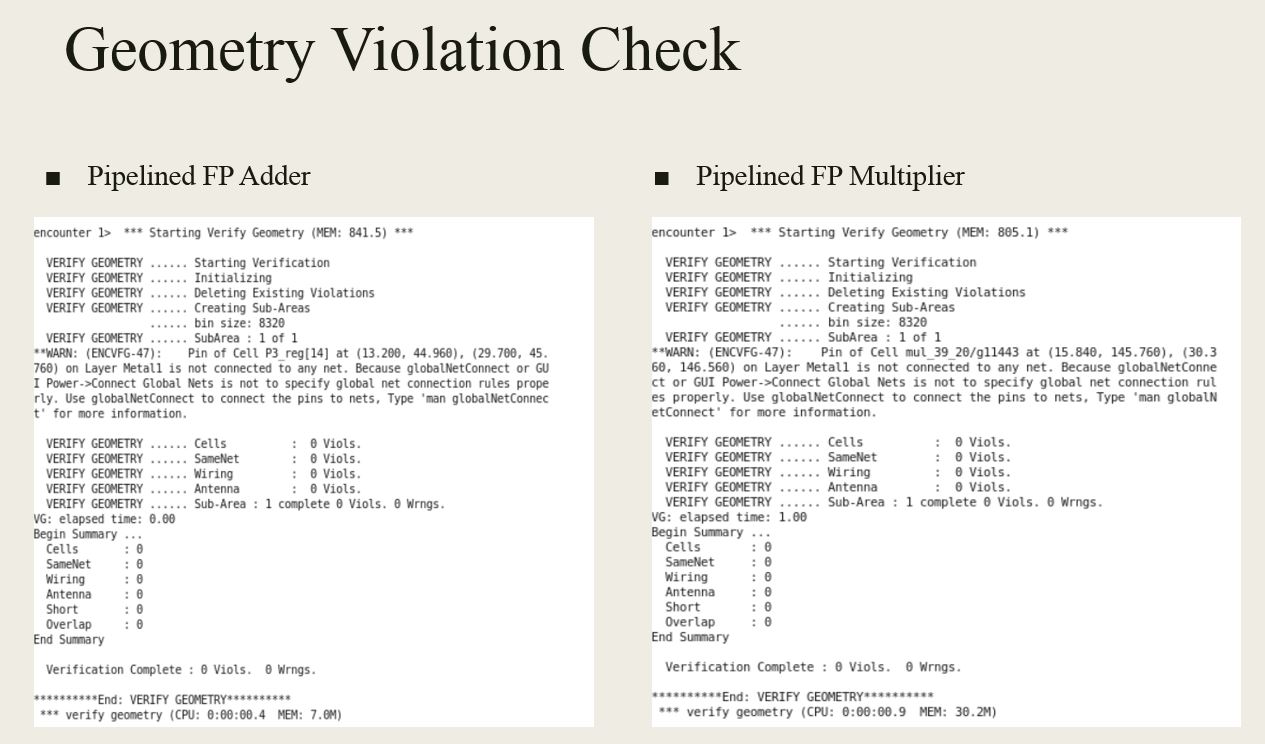 Geometry Violation Check
■ Pipelined FP Adder
encounter 1>  *** Starting Verify Geometry (MEM: 841.5) ***
VERIFY GEOMETRY ...... Starting Verification
VERIFY GEOMETRY ...... Initializing
VERIFY GEOMETRY ...... Deleting Existing Violations
VERIFY GEOMETRY ...... Creating Sub-Areas
...... bin size: 8320
VERIFY GEOMETRY ...... SubArea : 1 of 1
**WARN: (ENCVFG-47):    Pin of Cell P3_reg[14] at (13.200, 44.960), (29.700, 45.
760) on Layer Metal1 is not connected to any net. Because globalNetConnect or GU
I Power->Connect Global Nets is not to specify global net connection rules prope
rly. Use globalNetConnect to connect the pins to nets, Type 'man globalNetConnec
t' for more information.
VERIFY GEOMETRY ...... Cells          :  0 Viols.
VERIFY GEOMETRY ...... SameNet        :  0 Viols.
VERIFY GEOMETRY ...... Wiring         :  0 Viols.
VERIFY GEOMETRY ...... Antenna        :  0 Viols.
VERIFY GEOMETRY ...... Sub-Area : 1 complete 0 Viols. 0 Wrngs.
VG: elapsed time: 0.00
Begin Summary ...
Cells      : 0
SameNet    : 0
Wiring     : 0
Antenna    : 0
Short      : 0
Overlap    : 0
End Summary
Verification Complete : 0 Viols.  0 Wrngs.
**********End: VERIFY GEOMETRY**********
*** verify geometry (CPU: 0:00:00.4  MEM: 7.0M)
■ Pipelined FP Multiplier
encounter 1>  *** Starting Verify Geometry (MEM: 805.1) ***
VERIFY GEOMETRY ...... Starting Verification
VERIFY GEOMETRY ...... Initializing
VERIFY GEOMETRY ...... Deleting Existing Violations
VERIFY GEOMETRY ...... Creating Sub-Areas
...... bin size: 8320
VERIFY GEOMETRY ...... SubArea : 1 of 1
**WARN: (ENCVFG-47):    Pin of Cell mul_39_20/g11443 at (15.840, 145.760), (30.3
60, 146.560) on Layer Metal1 is not connected to any net. Because globalNetConne
ct or GUI Power->Connect Global Nets is not to specify global net connection rul
es properly. Use globalNetConnect to connect the pins to nets, Type 'man globalN
etConnect' for more information.
VERIFY GEOMETRY ...... Cells          :  0 Viols.
VERIFY GEOMETRY ...... SameNet        :  0 Viols.
VERIFY GEOMETRY ...... Wiring         :  0 Viols.
VERIFY GEOMETRY ...... Antenna        :  0 Viols.
VERIFY GEOMETRY ...... Sub-Area : 1 complete 0 Viols. 0 Wrngs.
VG: elapsed time: 1.00
Begin Summary ...
Cells      : 0
SameNet    : 0
Wiring     : 0
Antenna    : 0
Short      : 0
Overlap    : 0
End Summary
Verification Complete : 0 Viols.  0 Wrngs.
**********End: VERIFY GEOMETRY**********
*** verify geometry (CPU: 0:00:00.9  MEM: 30.2M)